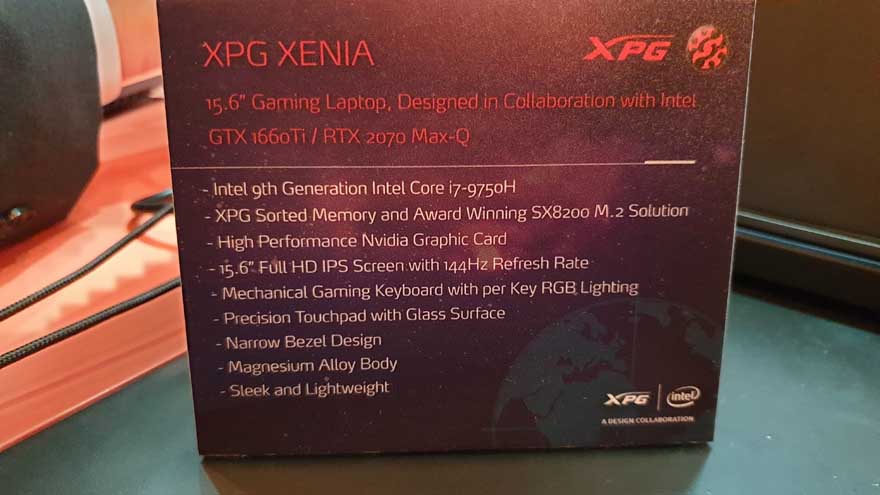 XPG XENIA
XPG
15.6" Gaming Laptop, Designed in Collaboration with Intel
GTX 1660Ti / RTX 2070 Max-Q
- Intel 9th Generation Intel Core i7-9750H
- XPG Sorted Memory and Award Winning SX8200 M.2 Solution
- High Performance Nvidia Graphic Card
- 15.6" Full HD IPS Screen with 144Hz Refresh Rate
- Mechanical Gaming Keyboard with per Key RGB Lighting
- Precision Touchpad with Glass Surface
- Narrow Bezel Design
- Magnesium Alloy Body
- Sleek and Lightweight
XPG | intel
A DESIGN COLLABORATION